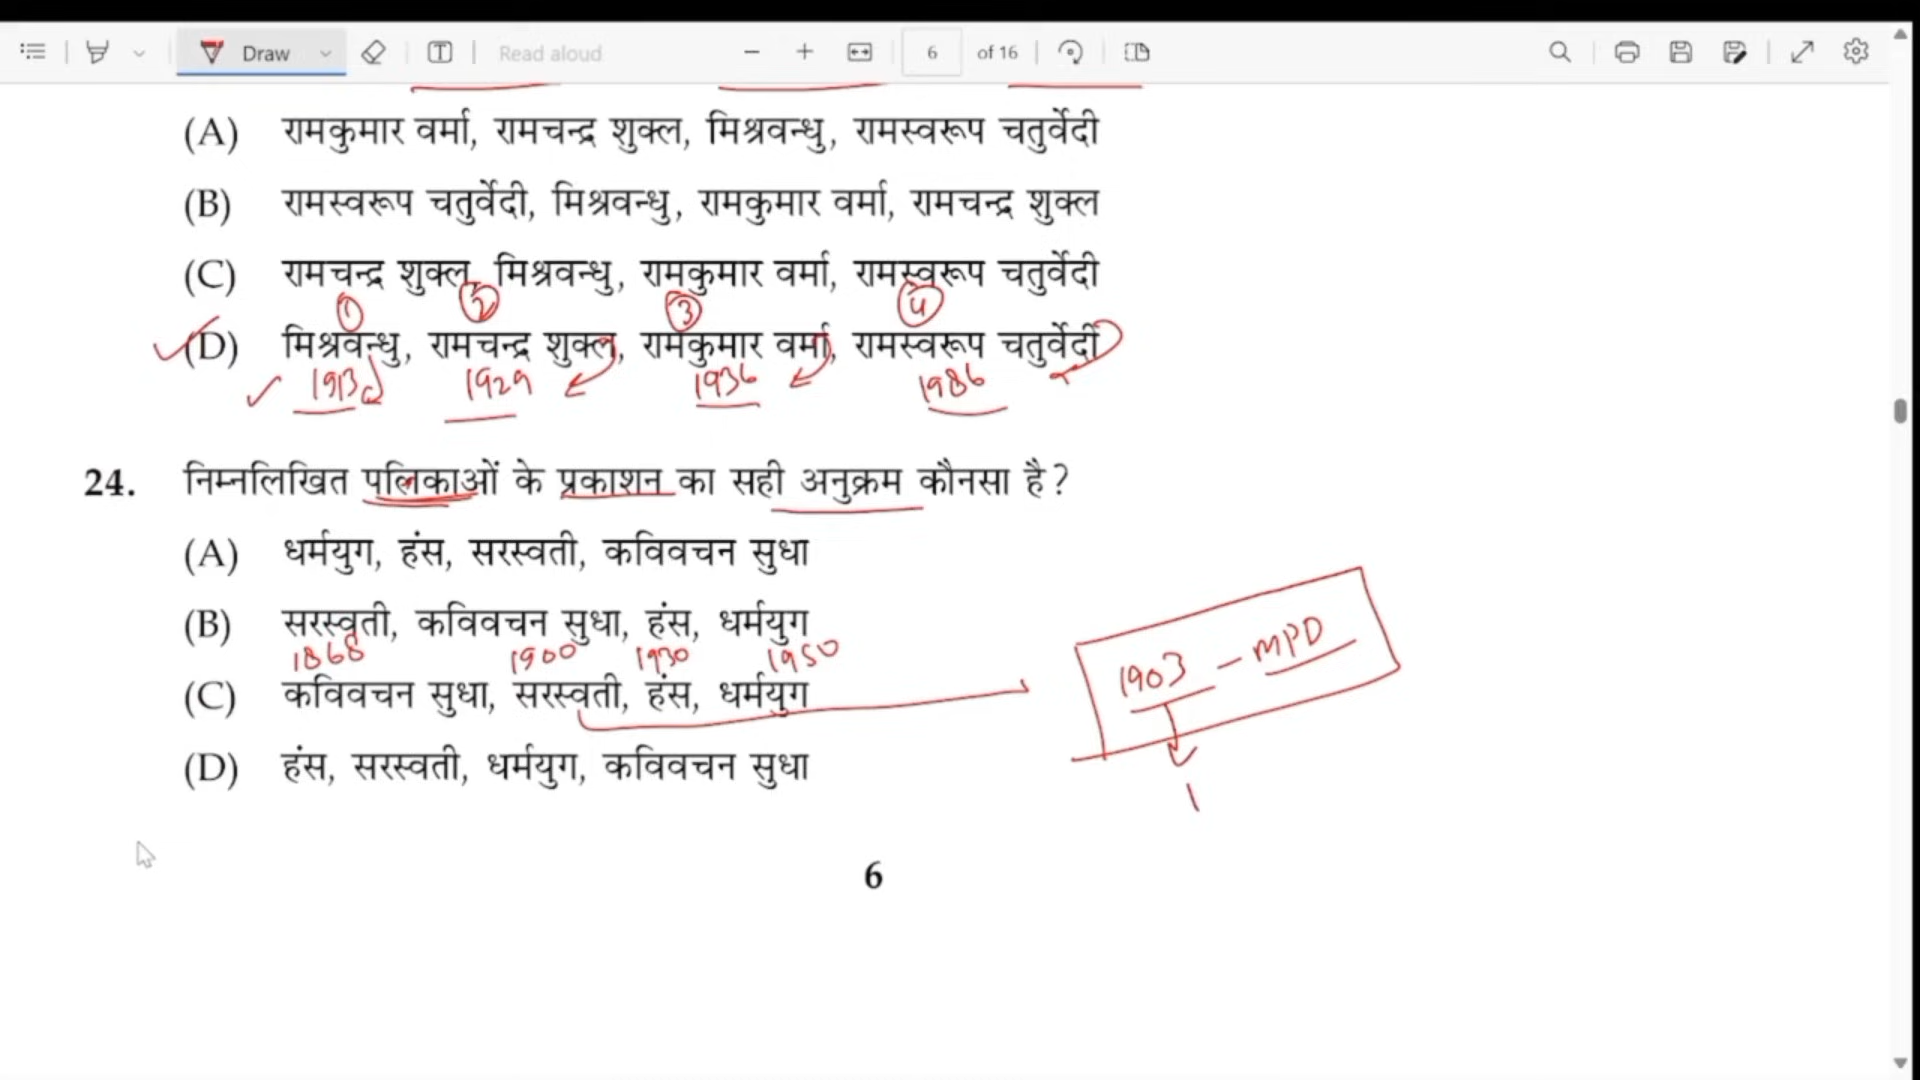 Draw Read aloud 6 of 16
(A) रामकुमार वर्मा, रामचन्द्र शुक्ल, मिश्रवन्धु, रामस्वरूप चतुर्वेदी
(B) रामस्वरूप चतुर्वेदी, मिश्रवन्धु, रामकुमार वर्मा, रामचन्द्र शुक्ल
(C) रामचन्द्र शुक्ल, मिश्रवन्धु, रामकुमार वर्मा, रामस्वरूप चतुर्वेदी
1 2 3 4
(D) मिश्रवन्धु, रामचन्द्र शुक्ल, रामकुमार वर्मा, रामस्वरूप चतुर्वेदी
1913 1929 1936 1986
24. निम्नलिखित पत्रिकाओं के प्रकाशन का सही अनुक्रम कौनसा है?
(A) धर्मयुग, हंस, सरस्वती, कविवचन सुधा
(B) सरस्वती, कविवचन सुधा, हंस, धर्मयुग
1868 1900 1930 1950
(C) कविवचन सुधा, सरस्वती, हंस, धर्मयुग
1903 - MPD
(D) हंस, सरस्वती, धर्मयुग, कविवचन सुधा
6